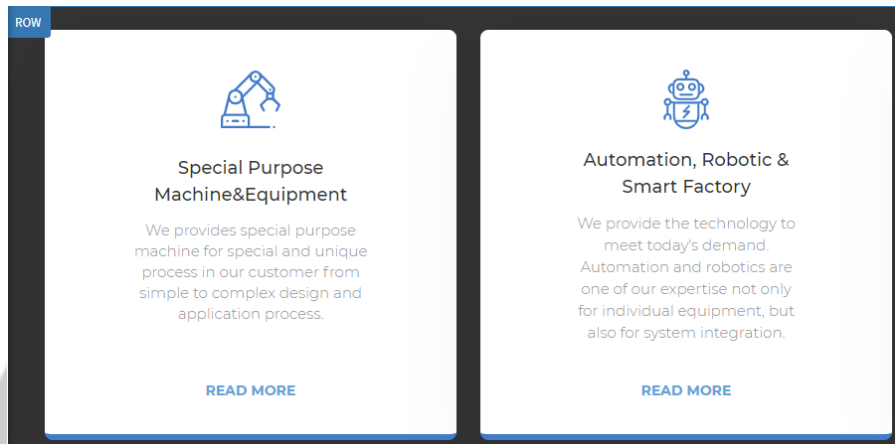 ROW
Special Purpose
Machine&Equipment
We provides special purpose
machine for special and unique
process in our customer from
simple to complex design and
application process.
READ MORE
Automation, Robotic &
Smart Factory
We provide the technology to
meet today's demand.
Automation and robotics are
one of our expertise not only
for individual equipment, but
also for system integration.
READ MORE